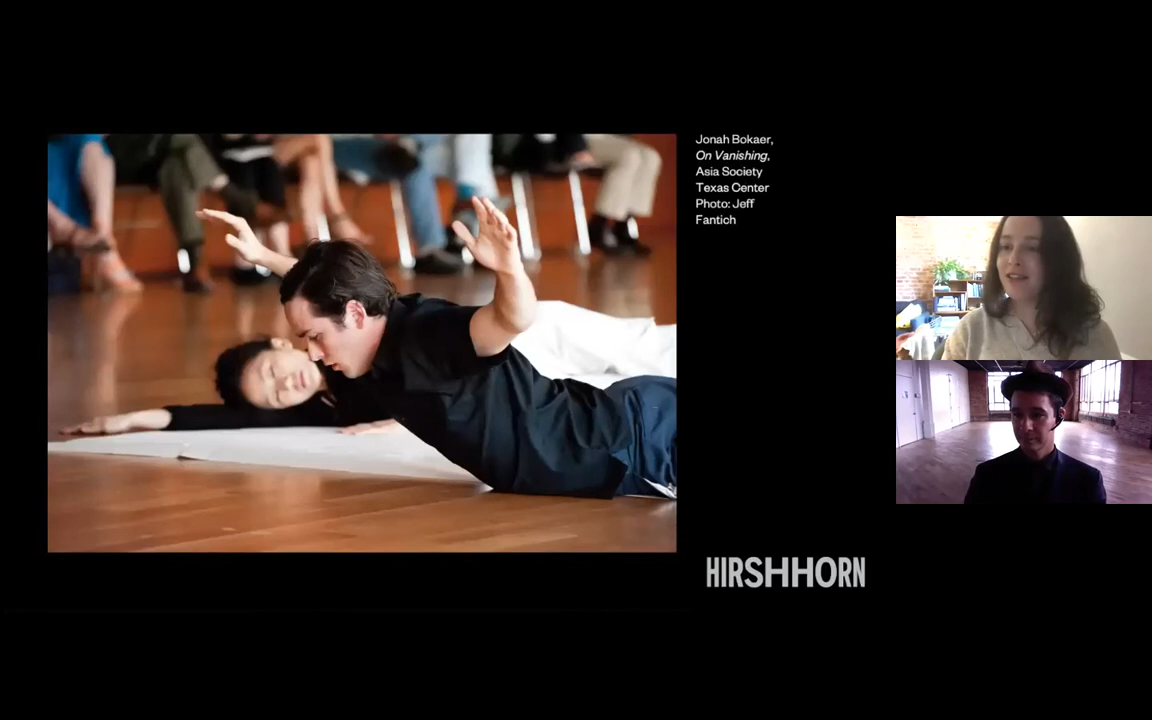 Jonah Bokaer,
On Vanishing,
Asia Society
Texas Center
Photo: Jeff
Fantich
HIRSHHORN